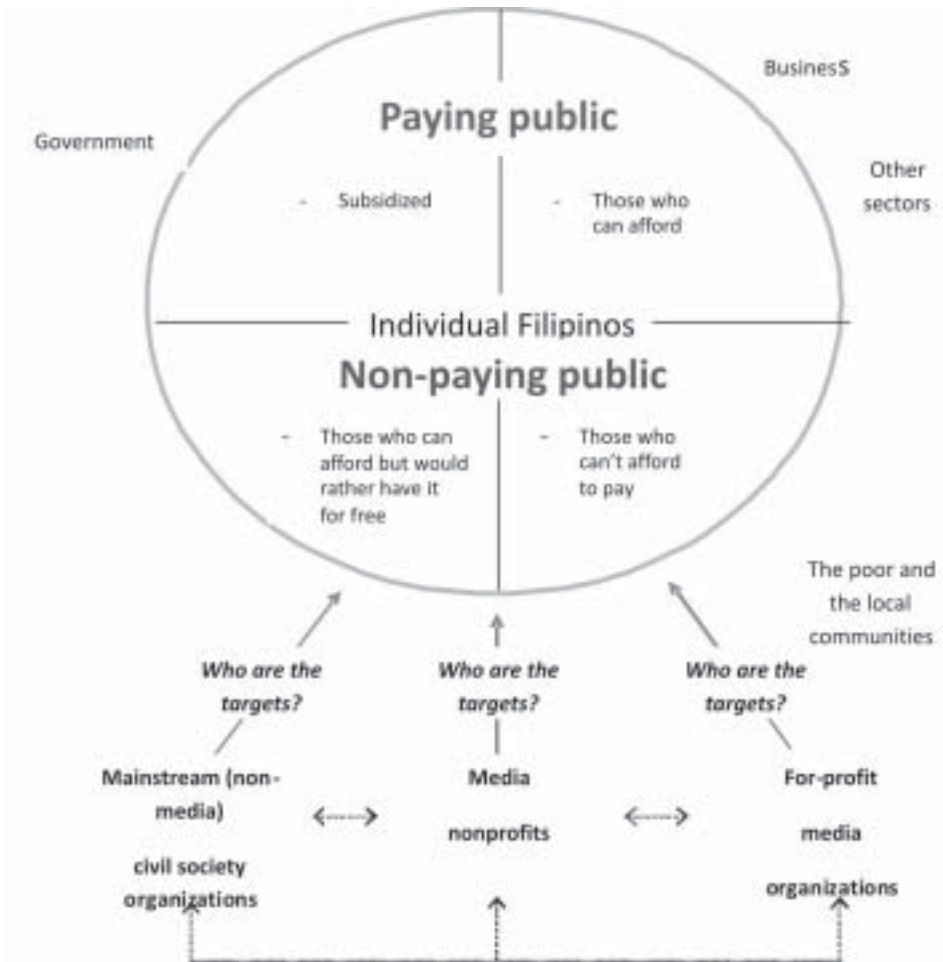 Business
Paying public
Government
Other
sectors
- Subsidized
- Those who
can afford
Individual Filipinos
Non-paying public
- Those who can
afford but would
rather have it
for free
- Those who
can't afford
to pay
The poor and
the local
communities
Who are the
targets?
Who are the
targets?
Who are the
targets?
Mainstream (non-
media)
civil society
organizations
Media
nonprofits
For-profit
media
organizations